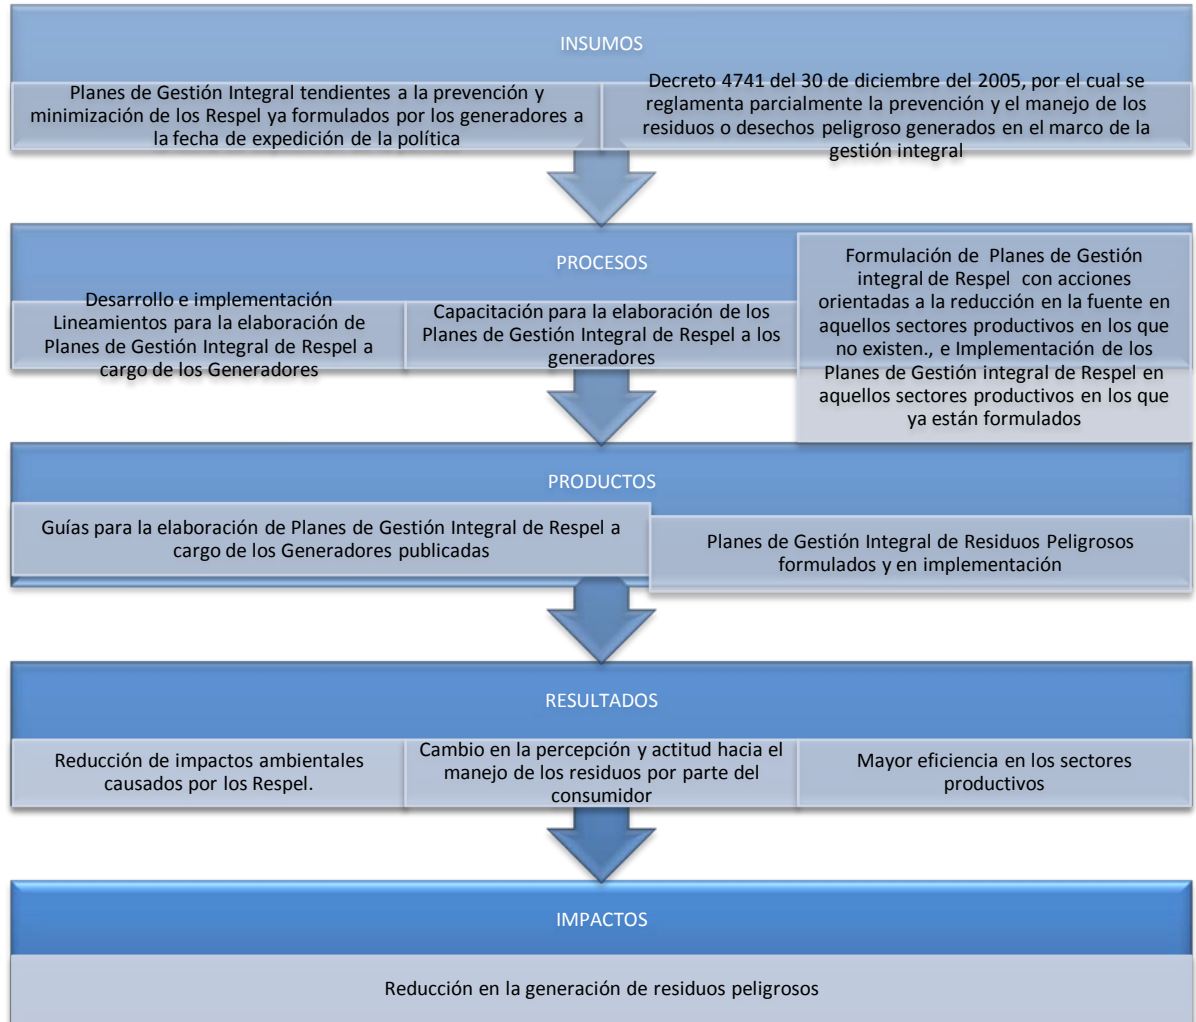 INSUMOS
Planes de Gestión Integral tendientes a la prevención y
minimización de los Respel ya formulados por los generadores a
la fecha de expedición de la política
Decreto 4741 del 30 de diciembre del 2005, por el cual se
reglamenta parcialmente la prevención y el manejo de los
residuos o desechos peligroso generados en el marco de la
gestión integral
PROCESOS
Desarrollo e implementación
Lineamientos para la elaboración de
Planes de Gestión Integral de Respel a
cargo de los Generadores
Capacitación para la elaboración de los
Planes de Gestión Integral de Respel a los
generadores
Formulación de Planes de Gestión
integral de Respel con acciones
orientadas a la reducción en la fuente en
aquellos sectores productivos en los que
no existen., e Implementación de los
Planes de Gestión integral de Respel en
aquellos sectores productivos en los que
ya están formulados
PRODUCTOS
Guías para la elaboración de Planes de Gestión Integral de Respel a
cargo de los Generadores publicadas
Planes de Gestión Integral de Residuos Peligrosos
formulados y en implementación
RESULTADOS
Reducción de impactos ambientales
causados por los Respel.
Cambio en la percepción y actitud hacia el
manejo de los residuos por parte del
consumidor
Mayor eficiencia en los sectores
productivos
IMPACTOS
Reducción en la generación de residuos peligrosos